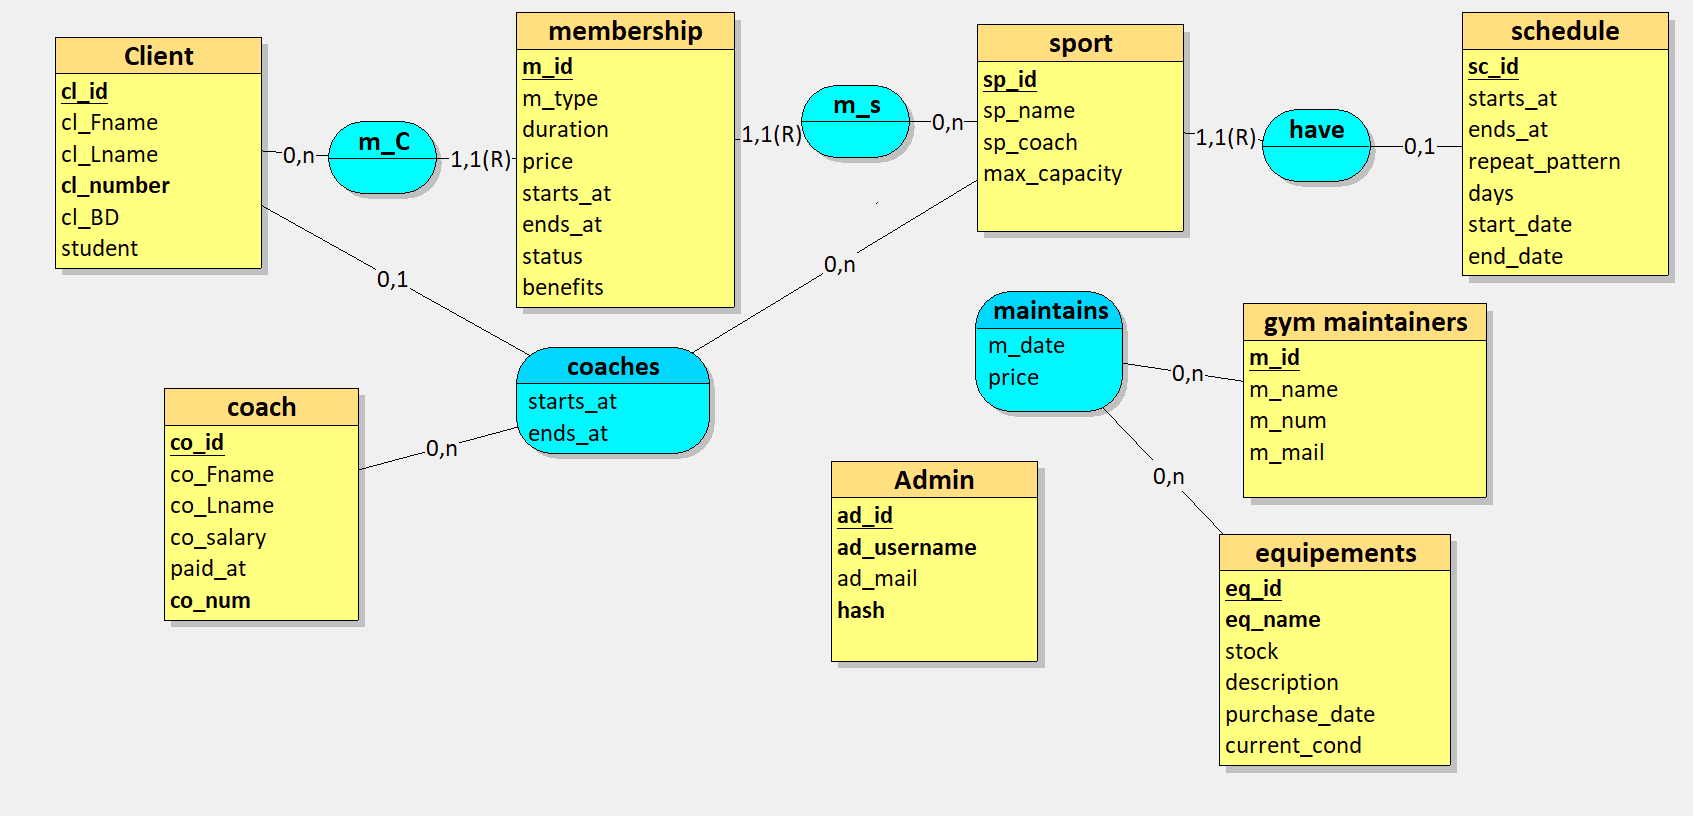 Client
cl_id
cl_Fname
cl_Lname
cl_number
cl_BD
student
0,n
m_C
1,1(R)
membership
m_id
m_type
duration
price
starts_at
ends_at
status
benefits
1,1(R)
m_s
0,n
sport
sp_id
sp_name
sp_coach
max_capacity
1,1(R)
have
0,1
schedule
sc_id
starts_at
ends_at
repeat_pattern
days
start_date
end_date
0,1
0,n
coaches
starts_at
ends_at
0,n
coach
co_id
co_Fname
co_Lname
co_salary
paid_at
co_num
maintains
m_date
price
0,n
gym maintainers
m_id
m_name
m_num
m_mail
0,n
Admin
ad_id
ad_username
ad_mail
hash
equipements
eq_id
eq_name
stock
description
purchase_date
current_cond